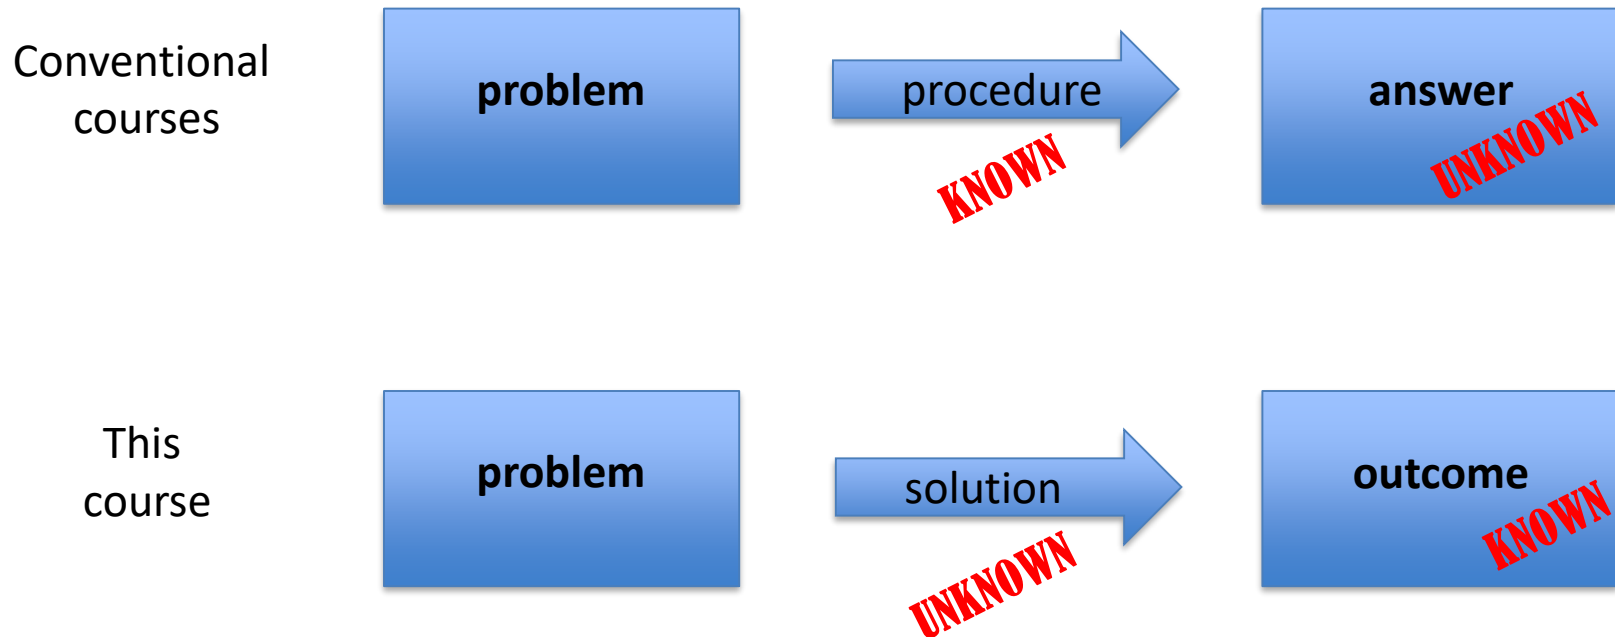 Conventional
courses
problem
procedure
KNOWN
answer
UNKNOWN
This
course
problem
solution
UNKNOWN
outcome
KNOWN